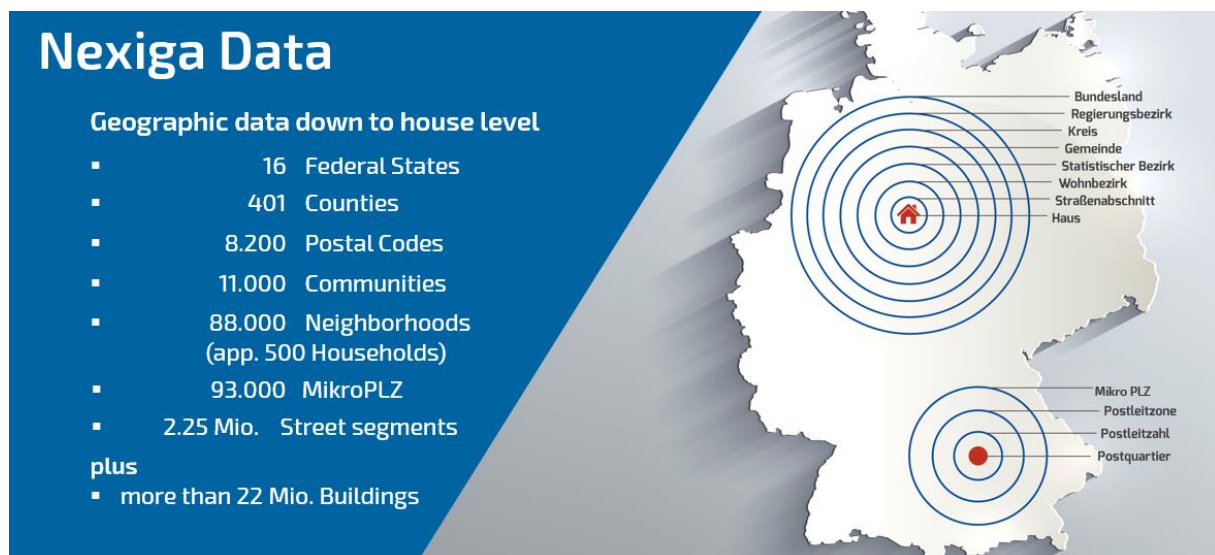 Nexiga Data
Geographic data down to house level
▪ 16 Federal States
▪ 401 Counties
▪ 8.200 Postal Codes
▪ 11.000 Communities
▪ 88.000 Neighborhoods
(app. 500 Households)
▪ 93.000 MikroPLZ
▪ 2.25 Mio. Street segments
plus
▪ more than 22 Mio. Buildings
Bundesland
Regierungsbezirk
Kreis
Gemeinde
Statistischer Bezirk
Wohnbezirk
Straßenabschnitt
Haus
Mikro PLZ
Postleitzone
Postleitzahl
Postquartier